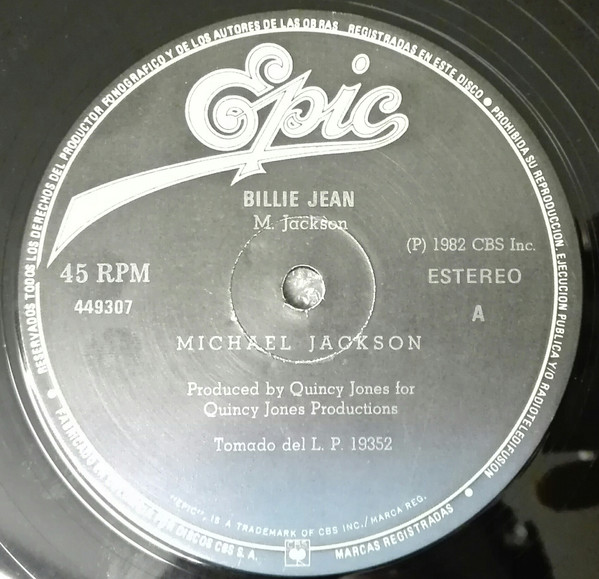 RESERVADOS TODOS LOS DERECHOS DEL PRODUCTOR FONOGRAFICO Y DE LOS AUTORES DE LAS OBRAS REGISTRADAS EN ESTE DISCO ● PROHIBIDA SU REPRODUCCION, EJECUCION PUBLICA Y/O RADIOTELEDIFUSION ●
Epic
BILLIE JEAN
M. Jackson
(P) 1982 CBS Inc.
45 RPM
ESTEREO
449307
A
MICHAEL JACKSON
Produced by Quincy Jones for
Quincy Jones Productions
Tomado del L. P. 19352
"EPIC", IS A TRADEMARK OF CBS INC./MARCA REG.
● FABRICADO EN DISCOS CBS S.A.
MARCAS REGISTRADAS ●